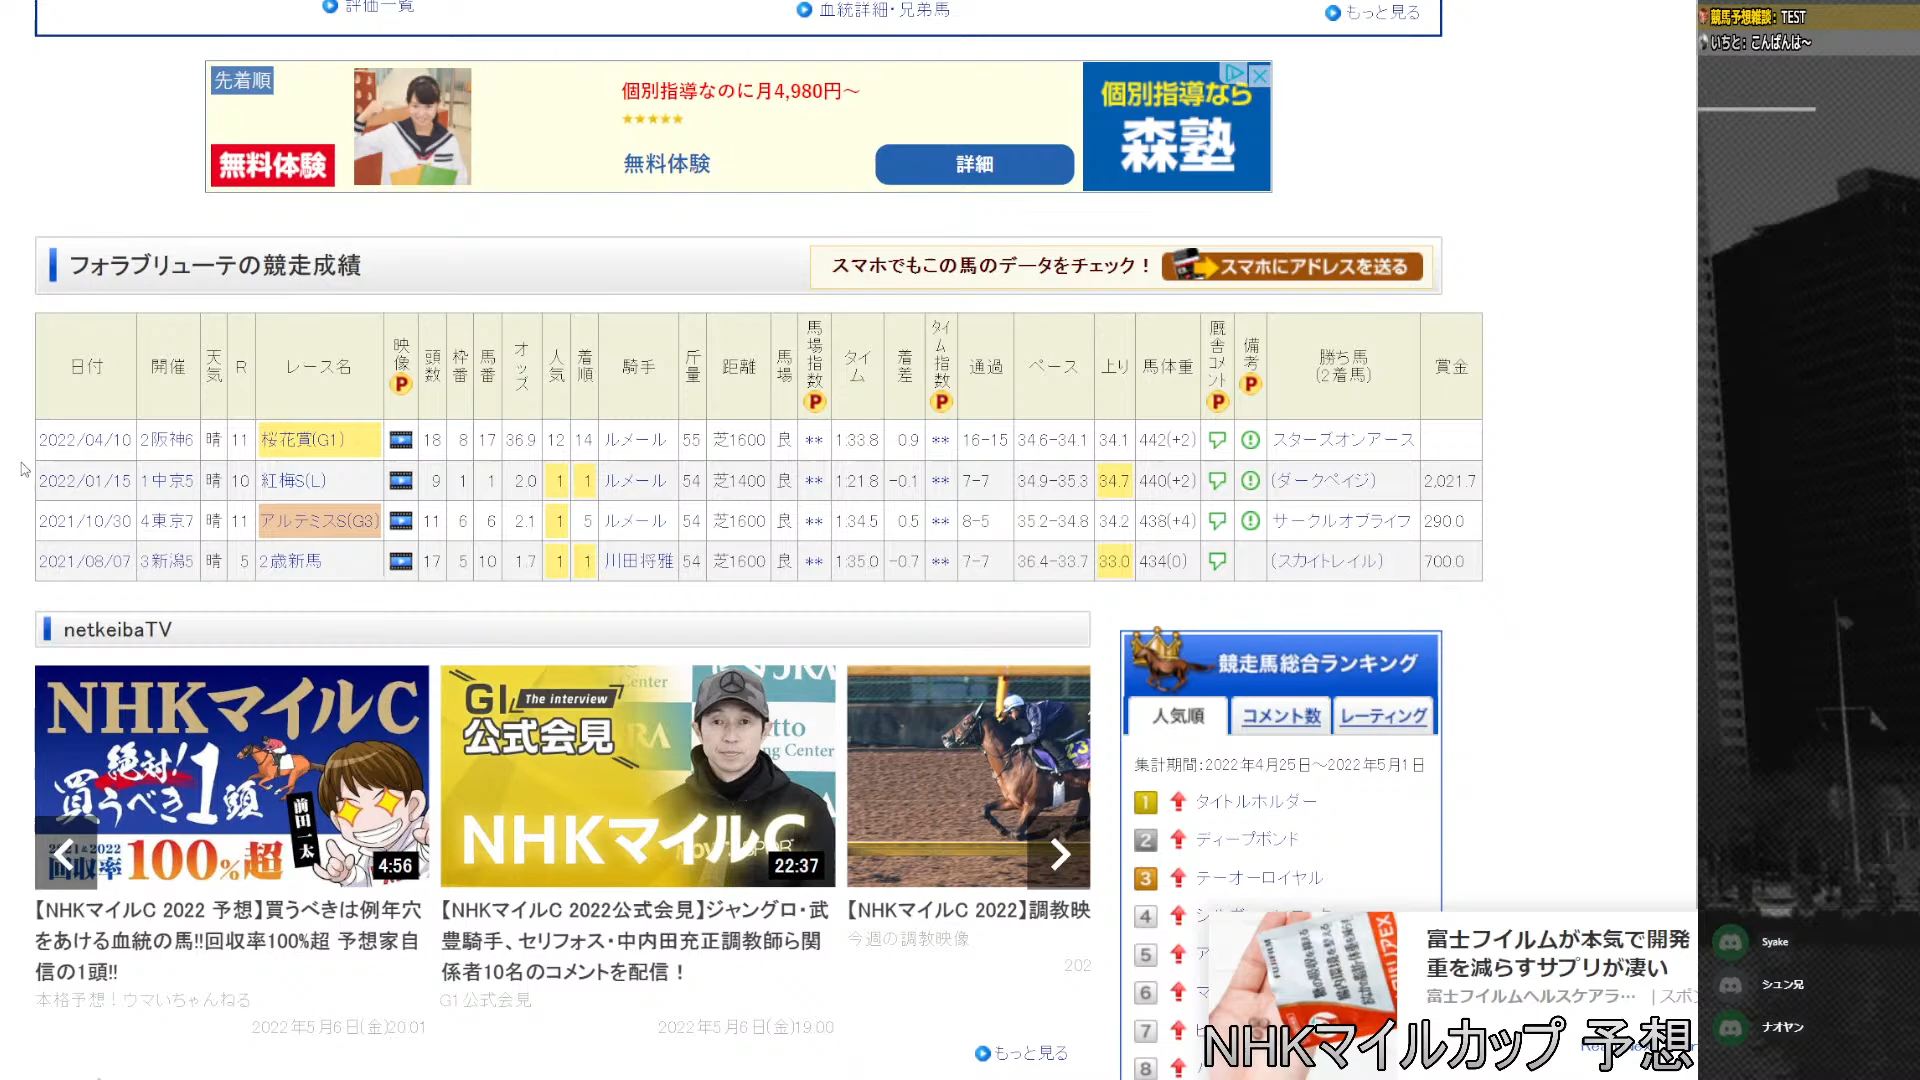 評価一覧
血統詳細・兄弟馬
もっと見る
先着順
無料体験
個別指導なのに月4,980円～
★★★★★
無料体験
詳細
個別指導なら
森塾
フォラブリューテの競走成績
スマホでもこの馬のデータをチェック！
スマホにアドレスを送る
日付 開催 天気 R レース名 映像 頭数 枠番 馬番 オッズ 人気 着順 騎手 斤量 距離 馬場 馬場指数 タイム 着差 タイム指数 通過 ペース 上り 馬体重 厩舎コメント 備考 勝ち馬(2着馬) 賞金
2022/04/10 2阪神6 晴 11 桜花賞(G1) 18 8 17 36.9 12 14 ルメール 55 芝1600 良 ** 1:33.8 0.9 ** 16-15 34.6-34.1 34.1 442(+2) スターズオンアース
2022/01/15 1中京5 晴 10 紅梅S(L) 9 1 1 2.0 1 1 ルメール 54 芝1400 良 ** 1:21.8 -0.1 ** 7-7 34.9-35.3 34.7 440(+2) (ダークペイジ) 2,021.7
2021/10/30 4東京7 晴 11 アルテミスS(G3) 11 6 6 2.1 1 5 ルメール 54 芝1600 良 ** 1:34.5 0.5 ** 8-5 35.2-34.8 34.2 438(+4) サークルオブライフ 290.0
2021/08/07 3新潟5 晴 5 2歳新馬 17 5 10 1.7 1 1 川田将雅 54 芝1600 良 ** 1:35.0 -0.7 ** 7-7 36.4-33.7 33.0 434(0) (スカイトレイル) 700.0
netkeibaTV
NHKマイルC
絶対!
買うべき1頭
前田一太
2021&2022
回収率100%超
4:56
GI The interview
公式会見
NHKマイルC
22:37
【NHKマイルC 2022 予想】買うべきは例年穴
をあける血統の馬!!回収率100%超 予想家自
信の1頭!!
本格予想！ウマいちゃんねる
2022年5月6日(金)20:01
【NHKマイルC 2022公式会見】ジャングロ・武
豊騎手、セリフォス・中内田充正調教師ら関
係者10名のコメントを配信！
G1公式会見
2022年5月6日(金)19:00
【NHKマイルC 2022】調教映
今週の調教映像
202
もっと見る
競走馬総合ランキング
人気順 コメント数 レーティング
集計期間:2022年4月25日～2022年5月1日
1 タイトルホルダー
2 ディープボンド
3 テーオーロイヤル
4
5
6
7
8
富士フイルムが本気で開発
重を減らすサプリが凄い
富士フイルムヘルスケアラ… | スポン
NHKマイルカップ 予想
競馬予想雑談: TEST
いちと: こんばんは～
Syake
シュン兄
ナオヤン